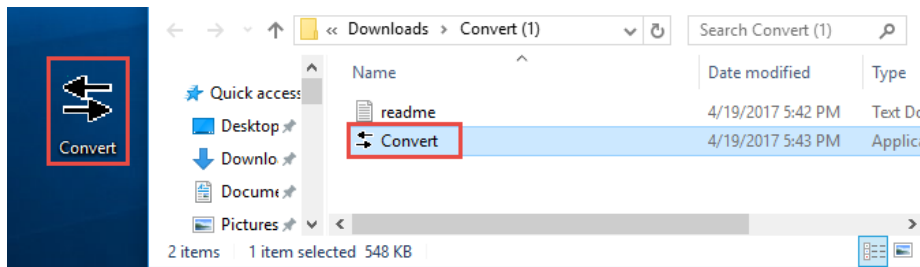 Convert
« Downloads > Convert (1)
Search Convert (1)
Name
Date modified
Type
Quick access
Desktop
Downlo
Docume
Pictures
readme
4/19/2017 5:42 PM
Text Do
Convert
4/19/2017 5:43 PM
Applica
2 items
1 item selected 548 KB